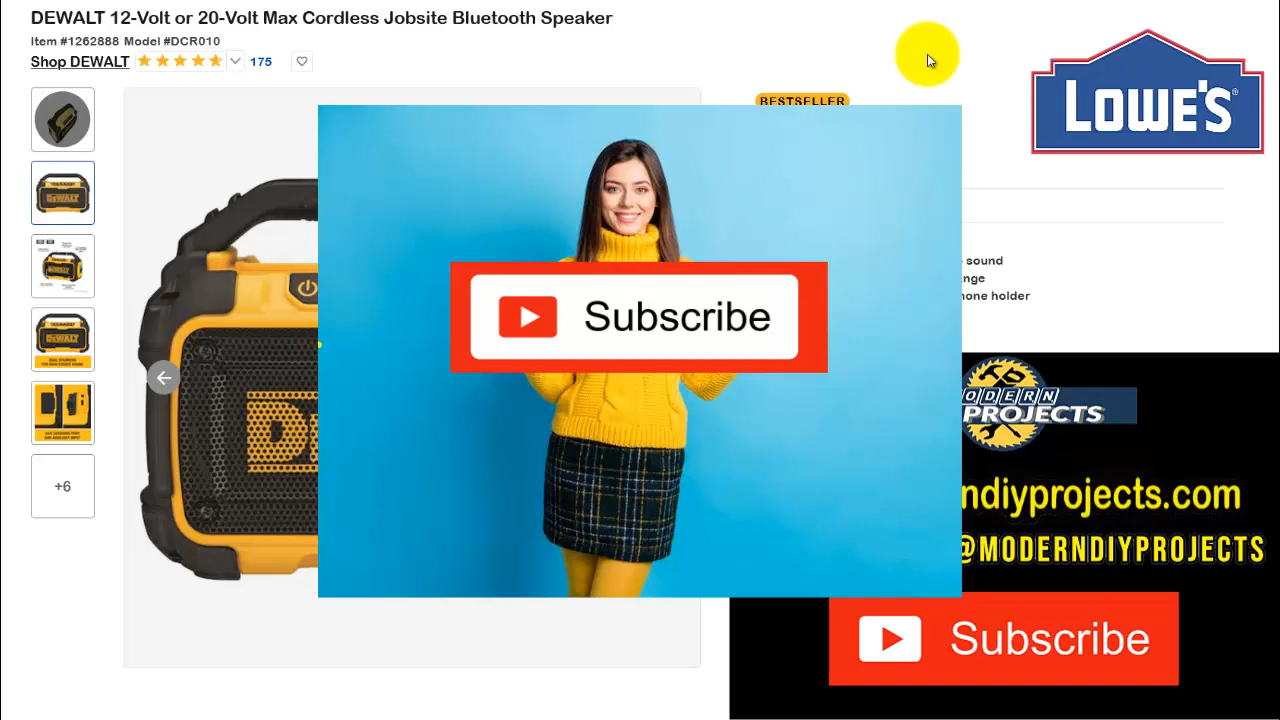 DEWALT 12-Volt or 20-Volt Max Cordless Jobsite Bluetooth Speaker
Item #1262888 Model #DCR010
Shop DEWALT
175
BESTSELLER
LOWE'S®
sound
hone holder
+6
Subscribe
ODERN
PROJECTS
ndiyprojects.com
@MODERNDIYPROJECTS
Subscribe